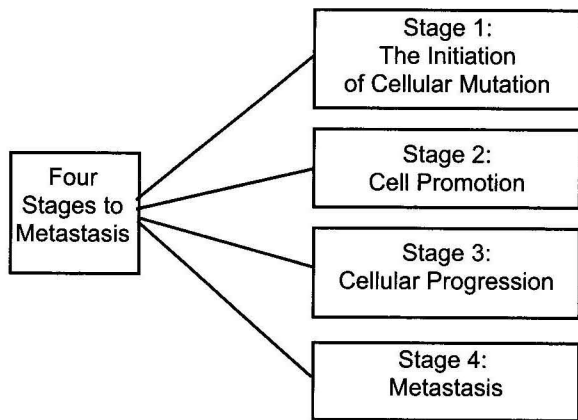 Stage 1:
The Initiation
of Cellular Mutation
Four
Stages to
Metastasis
Stage 2:
Cell Promotion
Stage 3:
Cellular Progression
Stage 4:
Metastasis